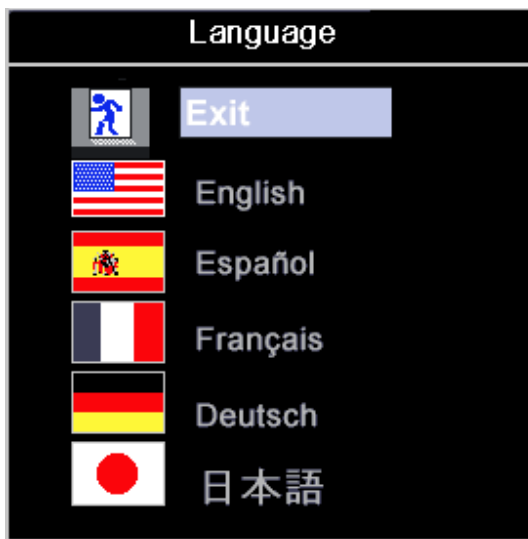 Language
Exit
English
Español
Français
Deutsch
日本語